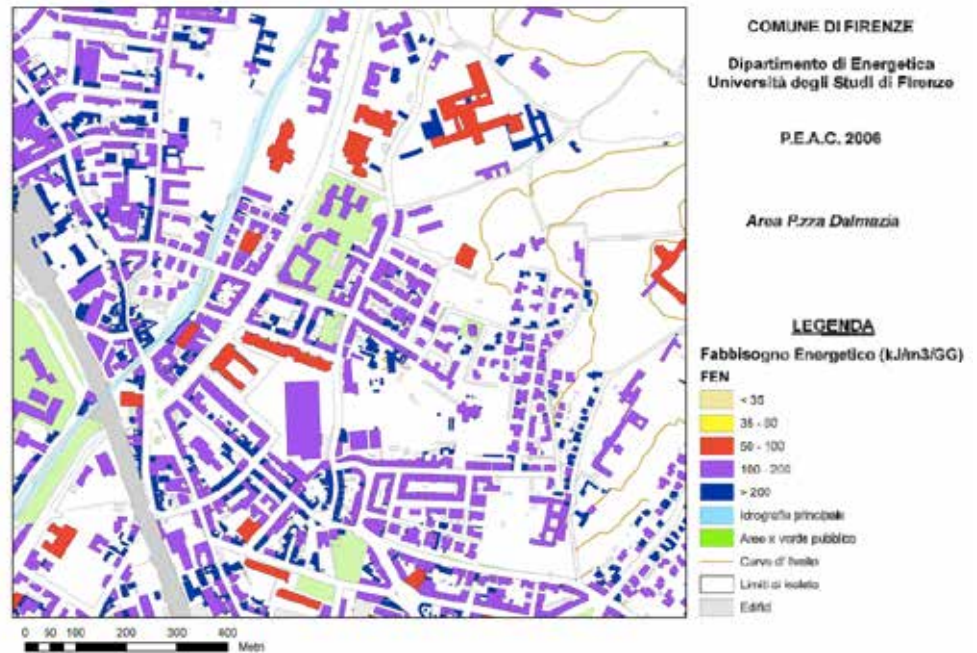 COMUNE DI FIRENZE
Dipartimento di Energetica
Università degli Studi di Firenze
P.E.A.C. 2006
Area P.zza Dalmazia
LEGENDA
Fabbisogno Energetico (kJ/m3/GG)
FEN
< 35
35 - 50
50 - 100
100 - 200
> 200
Idrografia principale
Aree x verde pubblico
Curve di livello
Limiti di isolato
Edifici
0 50 100 200 300 400
Metri